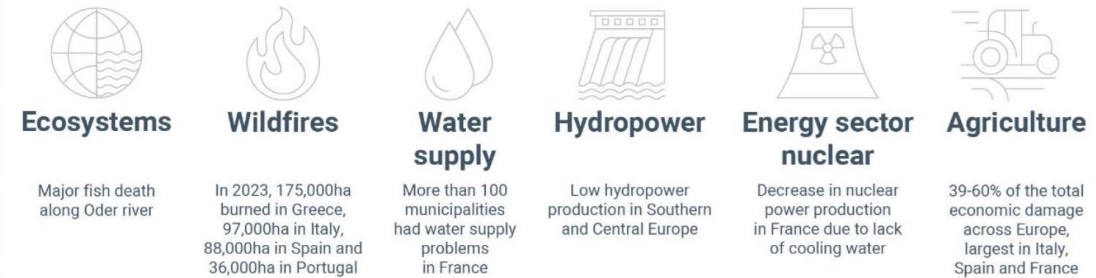 Ecosystems
Major fish death
along Oder river
Wildfires
In 2023, 175,000ha
burned in Greece,
97,000ha in Italy,
88,000ha in Spain and
36,000ha in Portugal
Water
supply
More than 100
municipalities
had water supply
problems
in France
Hydropower
Low hydropower
production in Southern
and Central Europe
Energy sector
nuclear
Decrease in nuclear
power production
in France due to lack
of cooling water
Agriculture
39-60% of the total
economic damage
across Europe,
largest in Italy,
Spain and France